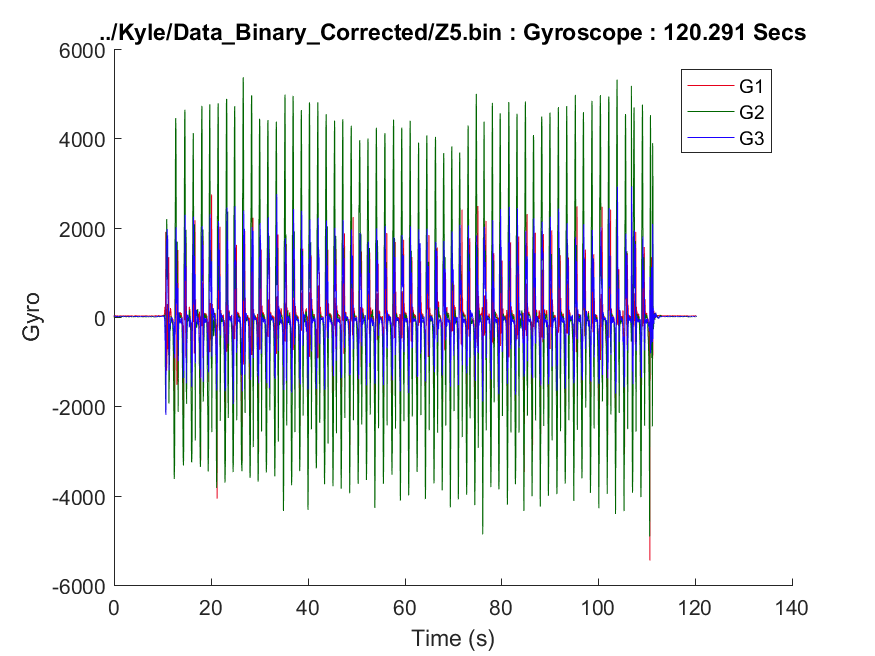 ../Kyle/Data_Binary_Corrected/Z5.bin : Gyroscope : 120.291 Secs
6000
G1
G2
G3
4000
2000
0
-2000
-4000
-6000
Gyro
0 20 40 60 80 100 120 140
Time (s)